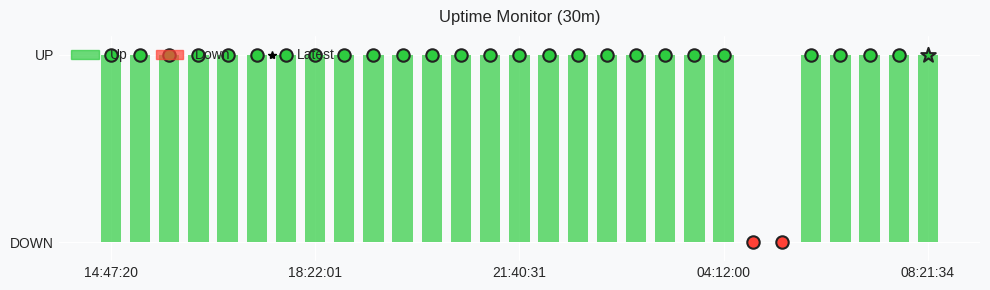 Uptime Monitor (30m)
UP
Up Down Latest
DOWN
14:47:20 18:22:01 21:40:31 04:12:00 08:21:34